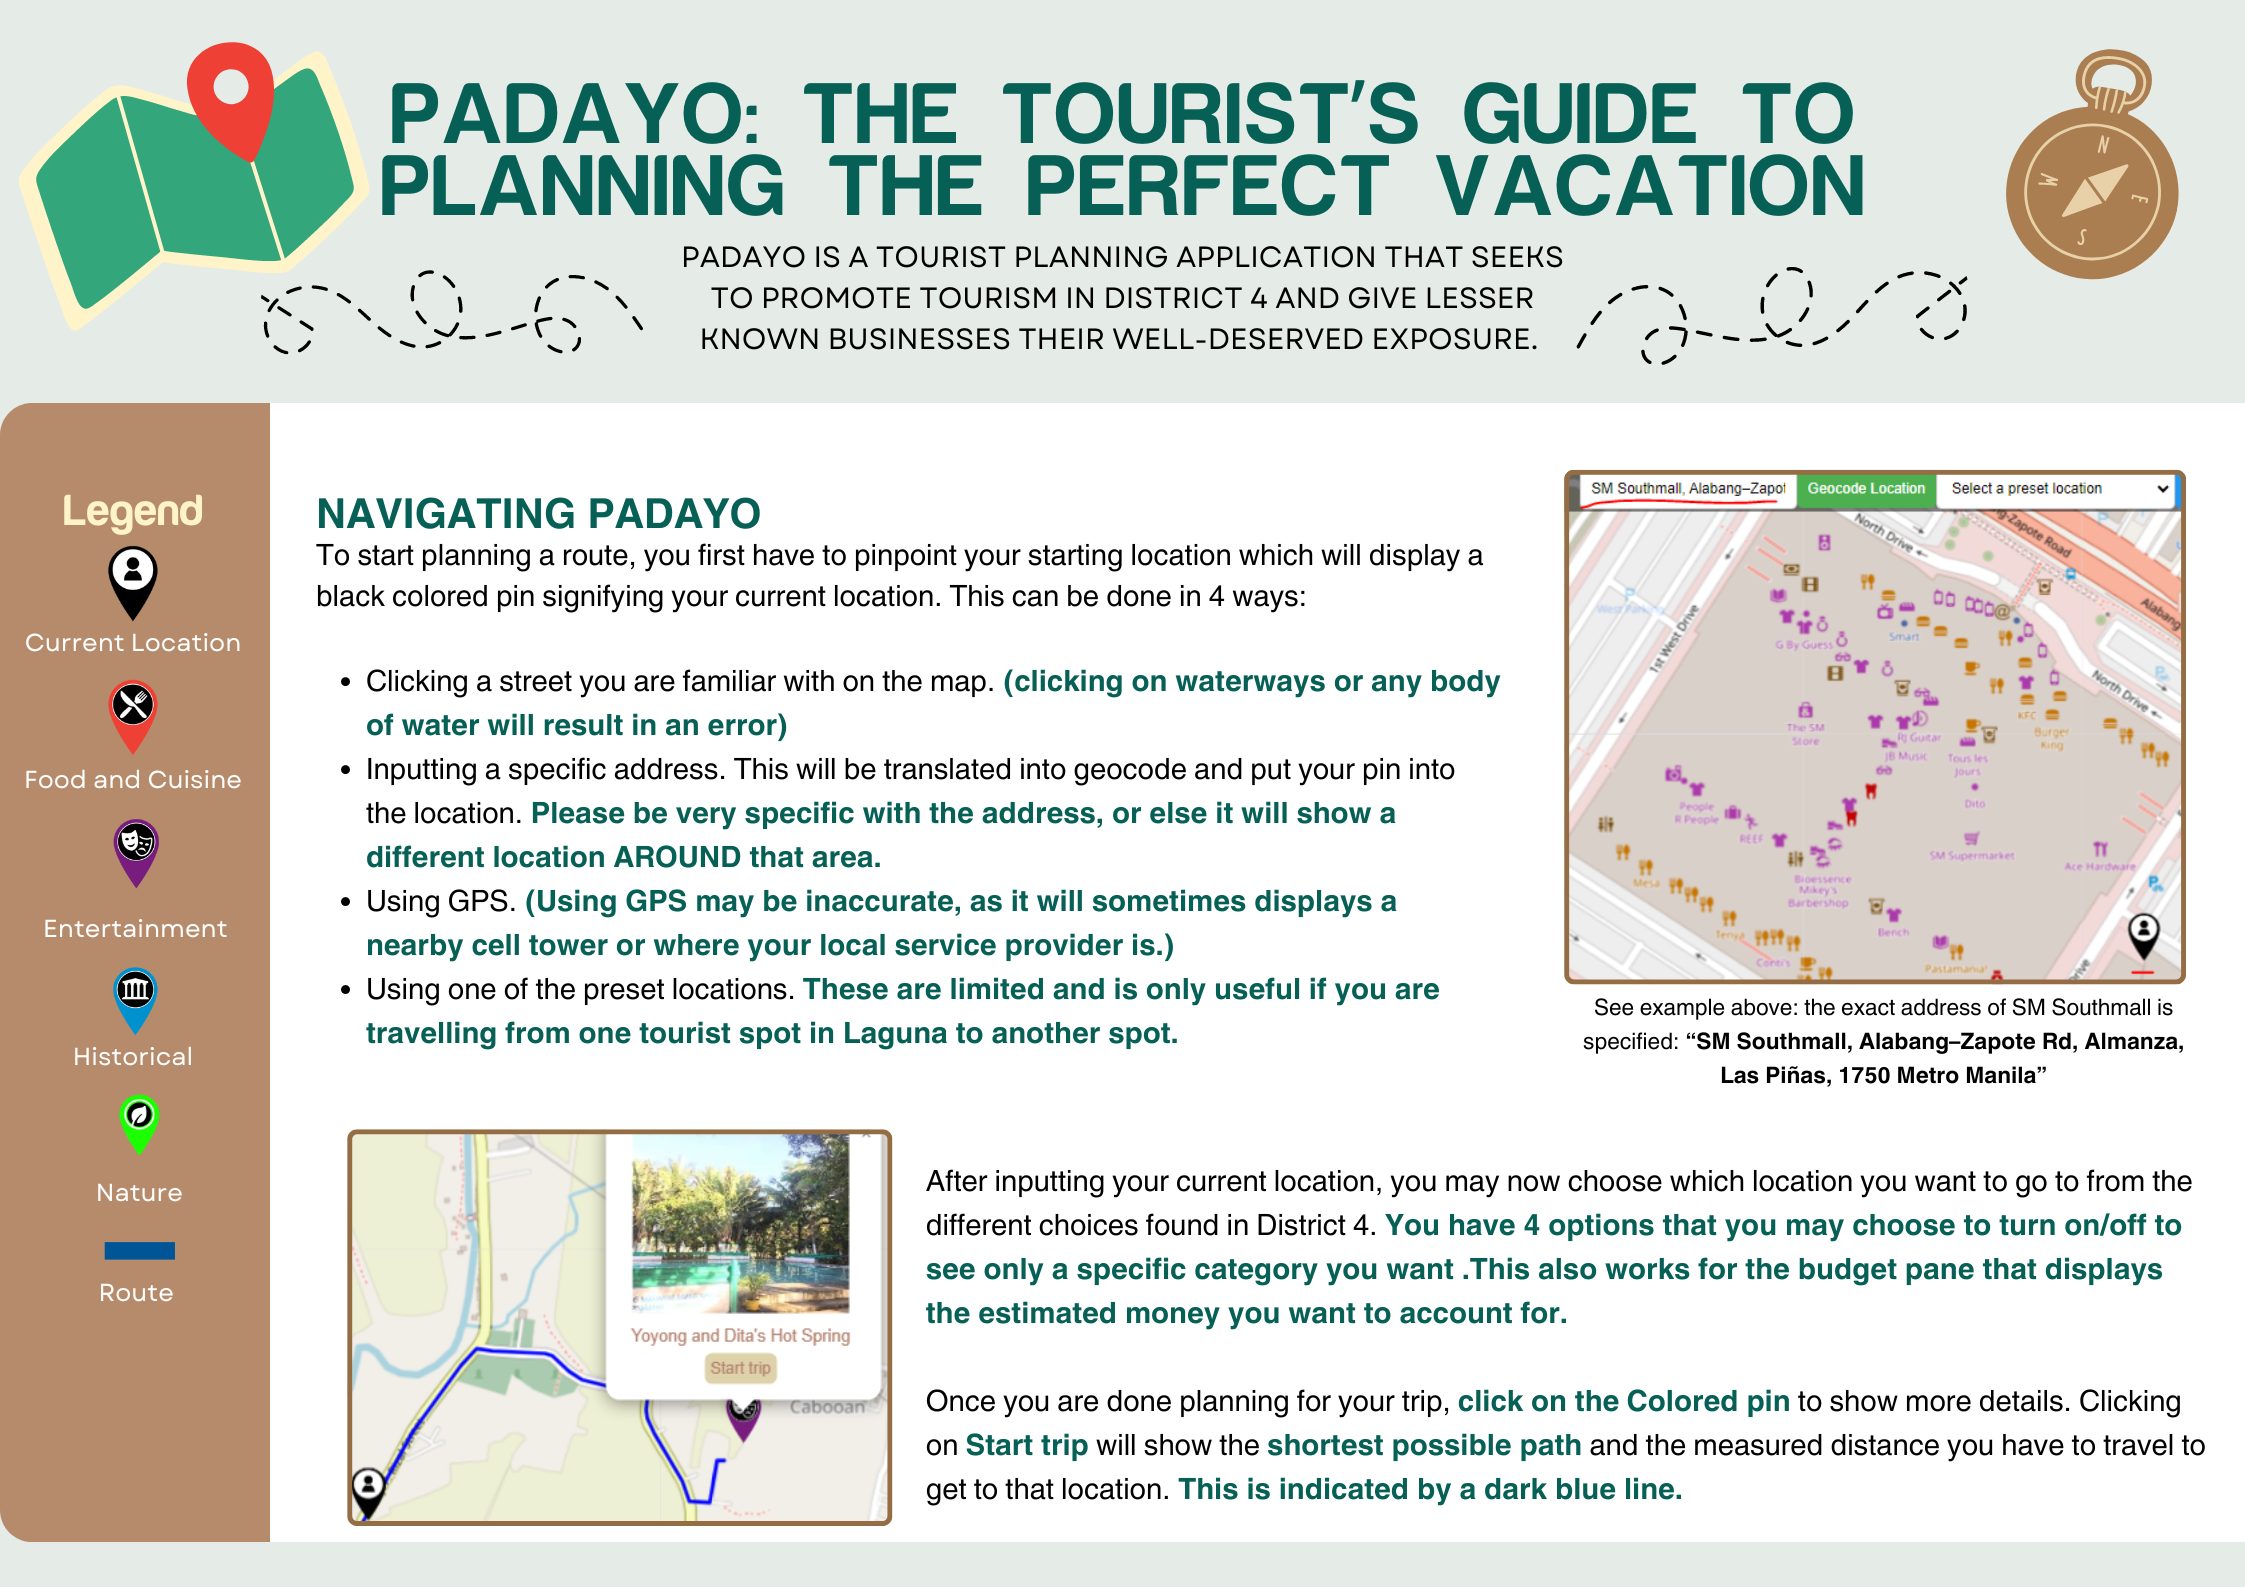 PADAYO: THE TOURIST'S GUIDE TO
PLANNING THE PERFECT VACATION
PADAYO IS A TOURIST PLANNING APPLICATION THAT SEEKS
TO PROMOTE TOURISM IN DISTRICT 4 AND GIVE LESSER
KNOWN BUSINESSES THEIR WELL-DESERVED EXPOSURE.
N
W
E
S
Legend
Current Location
Food and Cuisine
Entertainment
Historical
Nature
Route
NAVIGATING PADAYO
To start planning a route, you first have to pinpoint your starting location which will display a
black colored pin signifying your current location. This can be done in 4 ways:
• Clicking a street you are familiar with on the map. (clicking on waterways or any body
of water will result in an error)
• Inputting a specific address. This will be translated into geocode and put your pin into
the location. Please be very specific with the address, or else it will show a
different location AROUND that area.
• Using GPS. (Using GPS may be inaccurate, as it will sometimes displays a
nearby cell tower or where your local service provider is.)
• Using one of the preset locations. These are limited and is only useful if you are
travelling from one tourist spot in Laguna to another spot.
SM Southmall, Alabang–Zapot
Geocode Location
Select a preset location
North Drive
ng-Zapote Road
Alabang
West Parking
1st West Drive
G By Guess
Smart
North Drive
The SM
Store
RJ Guitar
JB Music
KFC
Burger
King
Tous les
Jours
Dito
People
R People
REEF
SM Supermarket
Ace Hardware
Mesa
Bioessence
Mikey's
Barbershop
Tenya
Bench
Conti's
Pastamania!
Drive
See example above: the exact address of SM Southmall is
specified: “SM Southmall, Alabang–Zapote Rd, Almanza,
Las Piñas, 1750 Metro Manila”
Yoyong and Dita's Hot Spring
Start trip
Cabooan
After inputting your current location, you may now choose which location you want to go to from the
different choices found in District 4. You have 4 options that you may choose to turn on/off to
see only a specific category you want .This also works for the budget pane that displays
the estimated money you want to account for.
Once you are done planning for your trip, click on the Colored pin to show more details. Clicking
on Start trip will show the shortest possible path and the measured distance you have to travel to
get to that location. This is indicated by a dark blue line.